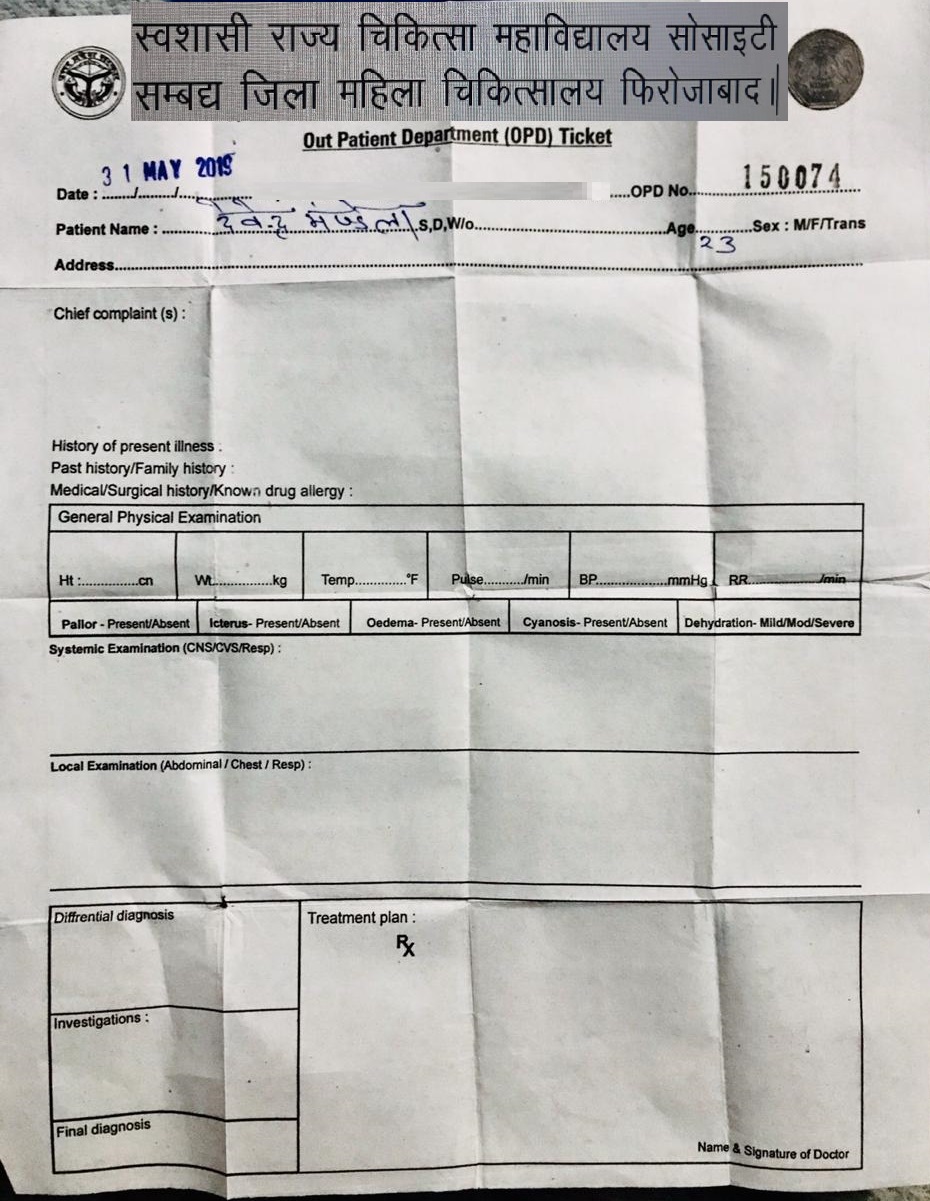 स्वशासी राज्य चिकित्सा महाविद्यालय सोसाइटी
सम्बद्य जिला महिला चिकित्सालय फिरोजाबाद।
Out Patient Department (OPD) Ticket
31 MAY 2019
Date : ....../......./........ .....OPD No. 150074
Patient Name : मण्डेला S,D,W/o.......... Age 23 Sex : M/F/Trans
Address..........
Chief complaint (s) :
History of present illness :
Past history/Family history :
Medical/Surgical history/Known drug allergy :
General Physical Examination
Ht :..............cn Wt..............kg Temp............°F Pulse........../min BP..............mmHg RR............../min
Pallor - Present/Absent Icterus- Present/Absent Oedema- Present/Absent Cyanosis- Present/Absent Dehydration- Mild/Mod/Severe
Systemic Examination (CNS/CVS/Resp) :
Local Examination (Abdominal / Chest / Resp) :
Diffrential diagnosis
Treatment plan :
℞
Investigations :
Final diagnosis
Name & Signature of Doctor